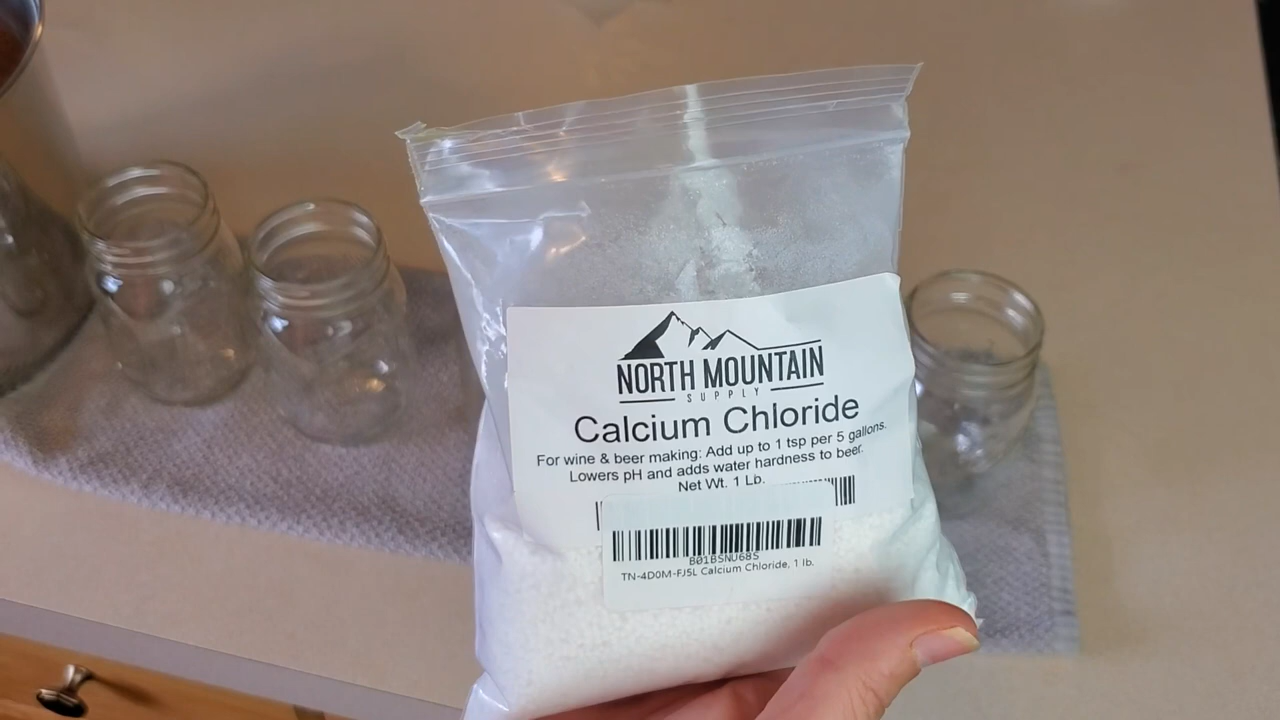 NORTH MOUNTAIN
SUPPLY
Calcium Chloride
For wine & beer making: Add up to 1 tsp per 5 gallons.
Lowers pH and adds water hardness to beer.
Net Wt. 1 Lb.
B01BSNU68S
TN-4D0M-FJ5L Calcium Chloride, 1 lb.